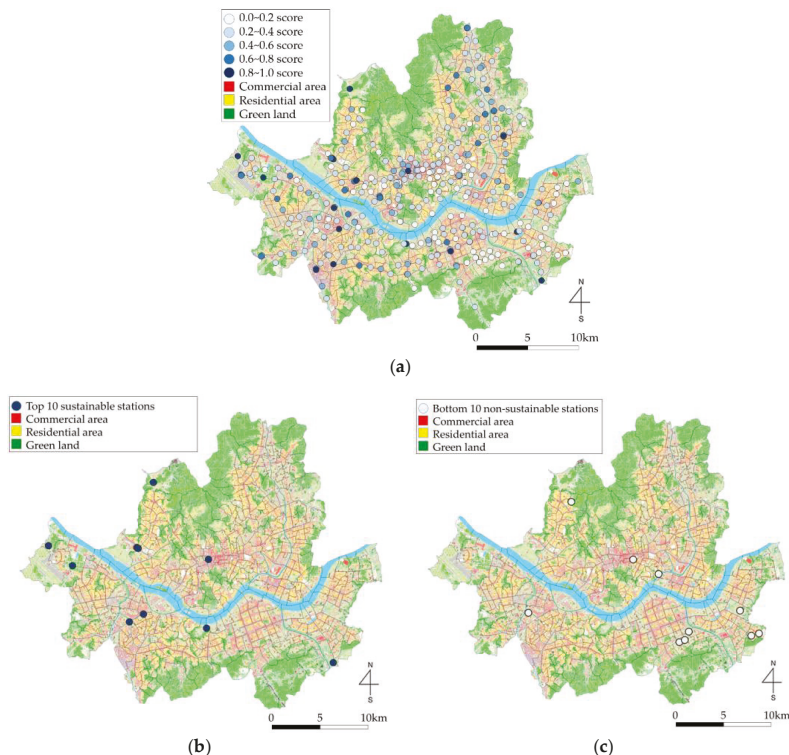 0.0~0.2 score
0.2~0.4 score
0.4~0.6 score
0.6~0.8 score
0.8~1.0 score
Commercial area
Residential area
Green land
N
S
0 5 10km
(a)
Top 10 sustainable stations
Commercial area
Residential area
Green land
N
S
0 5 10km
(b)
Bottom 10 non-sustainable stations
Commercial area
Residential area
Green land
N
S
0 5 10km
(c)